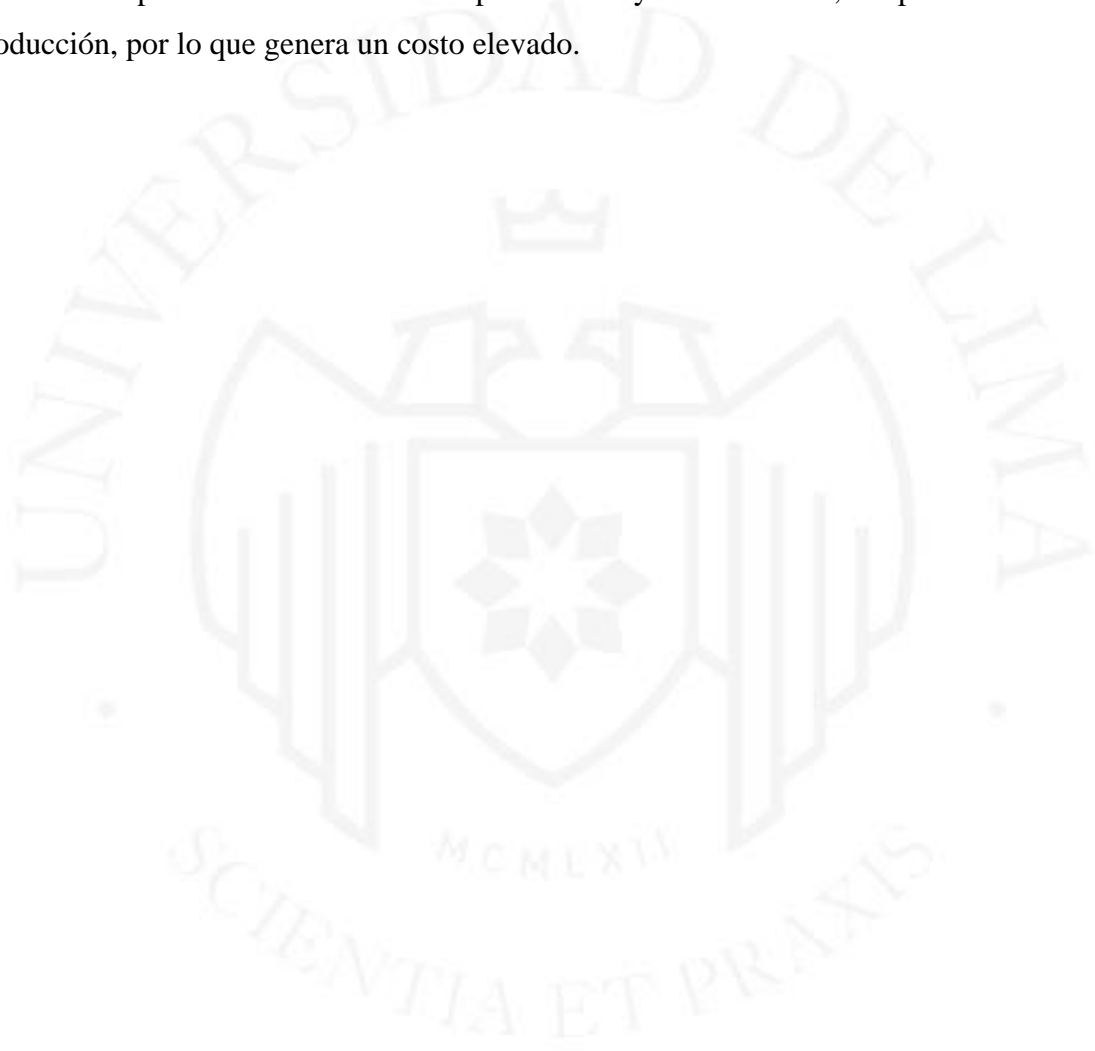 oducción, por lo que genera un costo elevado.
UNIVERSIDAD DE LIMA
MCMLXII
SCIENTIA ET PRAXIS